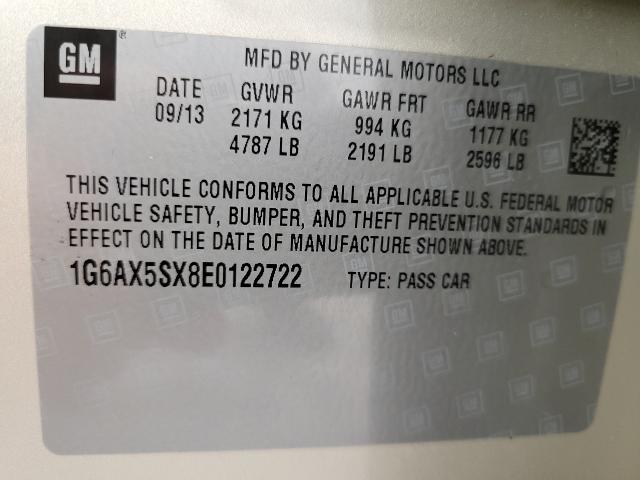 GM
MFD BY GENERAL MOTORS LLC
DATE GVWR GAWR FRT GAWR RR
09/13 2171 KG 994 KG 1177 KG
4787 LB 2191 LB 2596 LB
THIS VEHICLE CONFORMS TO ALL APPLICABLE U.S. FEDERAL MOTOR
VEHICLE SAFETY, BUMPER, AND THEFT PREVENTION STANDARDS IN
EFFECT ON THE DATE OF MANUFACTURE SHOWN ABOVE.
1G6AX5SX8E0122722 TYPE: PASS CAR